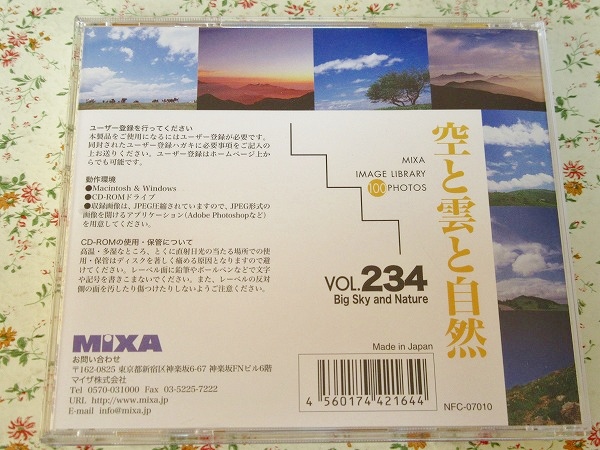 ユーザー登録を行ってください
本製品をご使用になるにはユーザー登録が必要です。
同封されたユーザー登録ハガキに必要事項をご記入の
上お送りください。ユーザー登録はホームページ上か
らでも可能です。
動作環境
●Macintosh & Windows
●CD-ROMドライブ
●収録画像は、JPEG圧縮されていますので、JPEG形式の
画像を開けるアプリケーション(Adobe Photoshopなど)
を用意してください。
CD-ROMの使用・保管について
高温・多湿なところ、とくに直射日光の当たる場所での使
用・保管はディスクを著しく痛める原因となりますので避
けてください。レーベル面に鉛筆やボールペンなどで文字
や記号を書きこまないでください。また、レーベルの反対
側の面を汚したり傷つけたりしないようご注意ください。
MIXA
お問い合わせ
〒162-0825 東京都新宿区神楽坂6-67 神楽坂FNビル6階
マイザ株式会社
Tel 0570-031000 Fax 03-5225-7222
URL http://www.mixa.jp
E-mail info@mixa.jp
MIXA
IMAGE LIBRARY
100PHOTOS
VOL.234
Big Sky and Nature
空と雲と自然
Made in Japan
4 560174 421644
NFC-07010